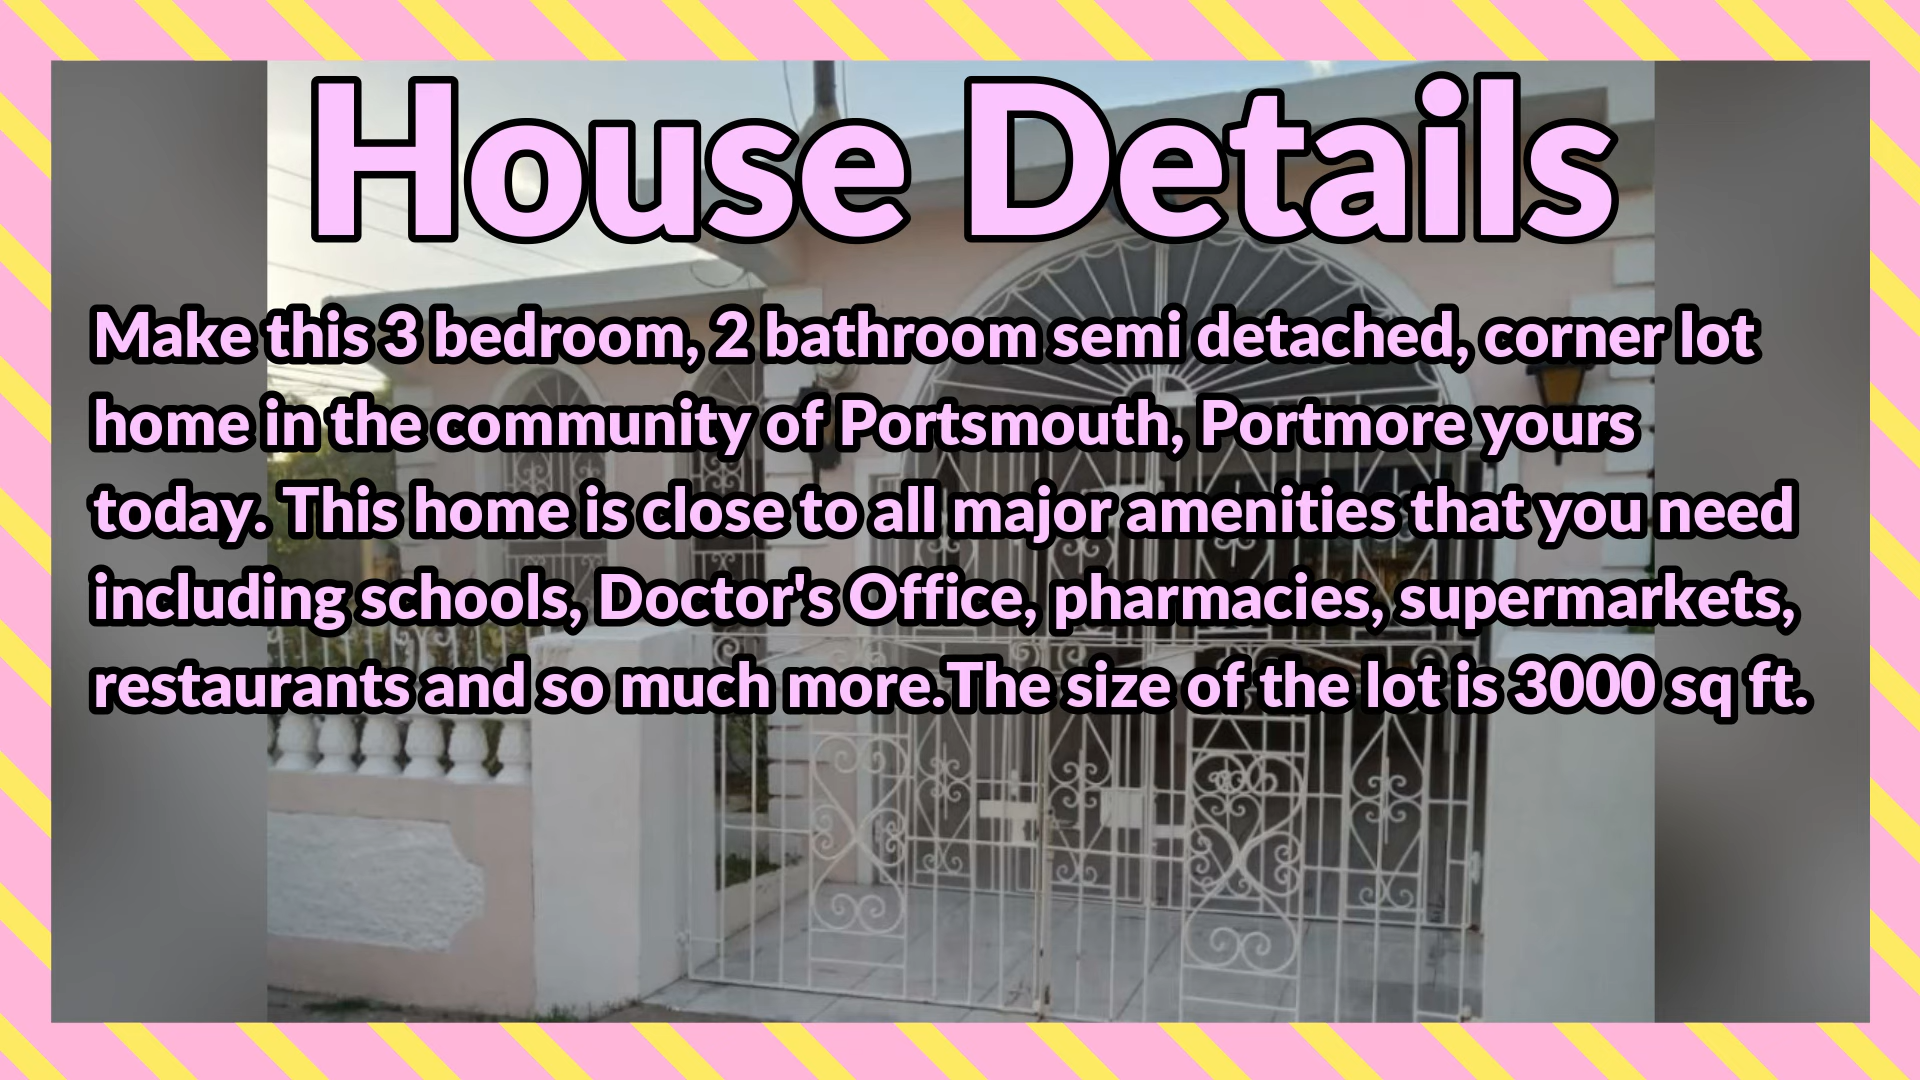 House Details
Make this 3 bedroom, 2 bathroom semi detached, corner lot
home in the community of Portsmouth, Portmore yours
today. This home is close to all major amenities that you need
including schools, Doctor's Office, pharmacies, supermarkets,
restaurants and so much more.The size of the lot is 3000 sq ft.